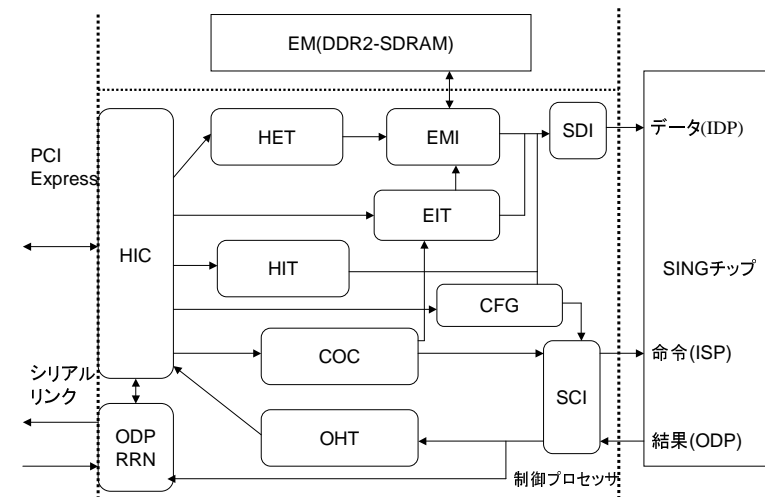 EM(DDR2-SDRAM)
HET
EMI
SDI
データ(IDP)
PCI
Express
EIT
HIC
HIT
SINGチップ
CFG
COC
命令(ISP)
シリアル
リンク
SCI
ODP
RRN
OHT
結果(ODP)
制御プロセッサ